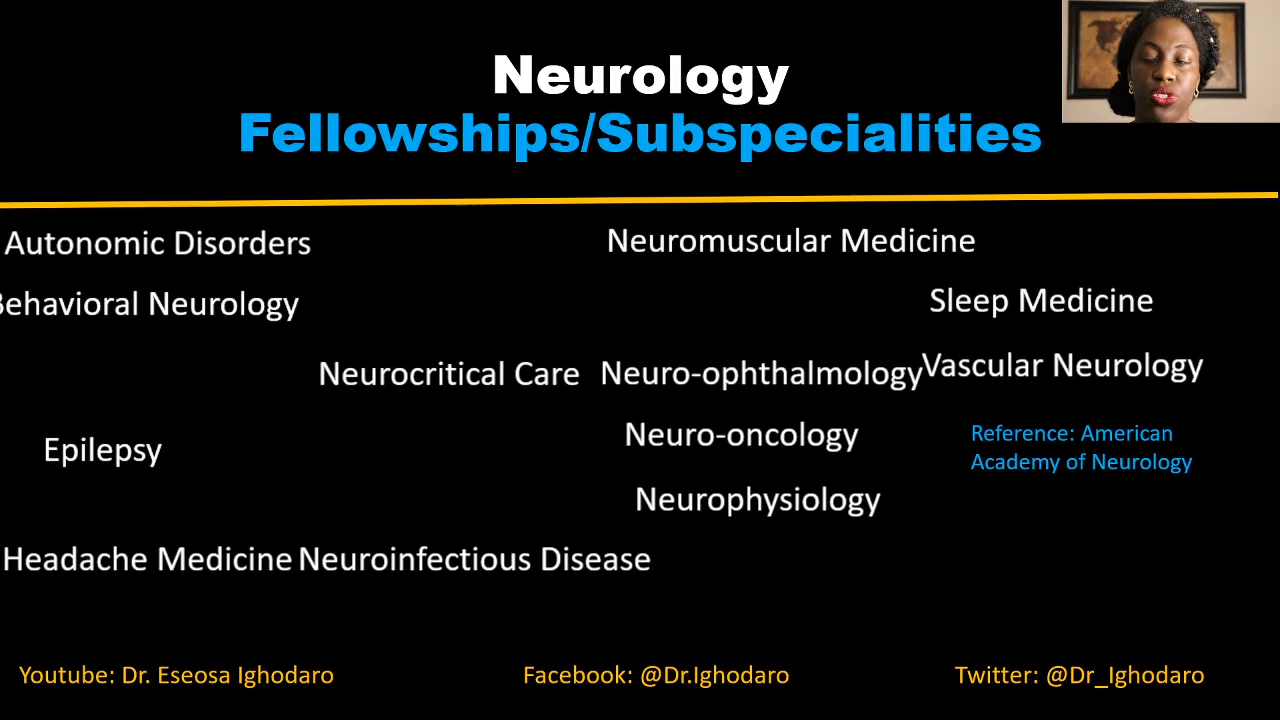 Neurology
Fellowships/Subspecialities
Autonomic Disorders
Neuromuscular Medicine
Behavioral Neurology
Sleep Medicine
Neurocritical Care
Neuro-ophthalmology
Vascular Neurology
Epilepsy
Neuro-oncology
Reference: American
Academy of Neurology
Neurophysiology
Headache Medicine
Neuroinfectious Disease
Youtube: Dr. Eseosa Ighodaro
Facebook: @Dr.Ighodaro
Twitter: @Dr_Ighodaro